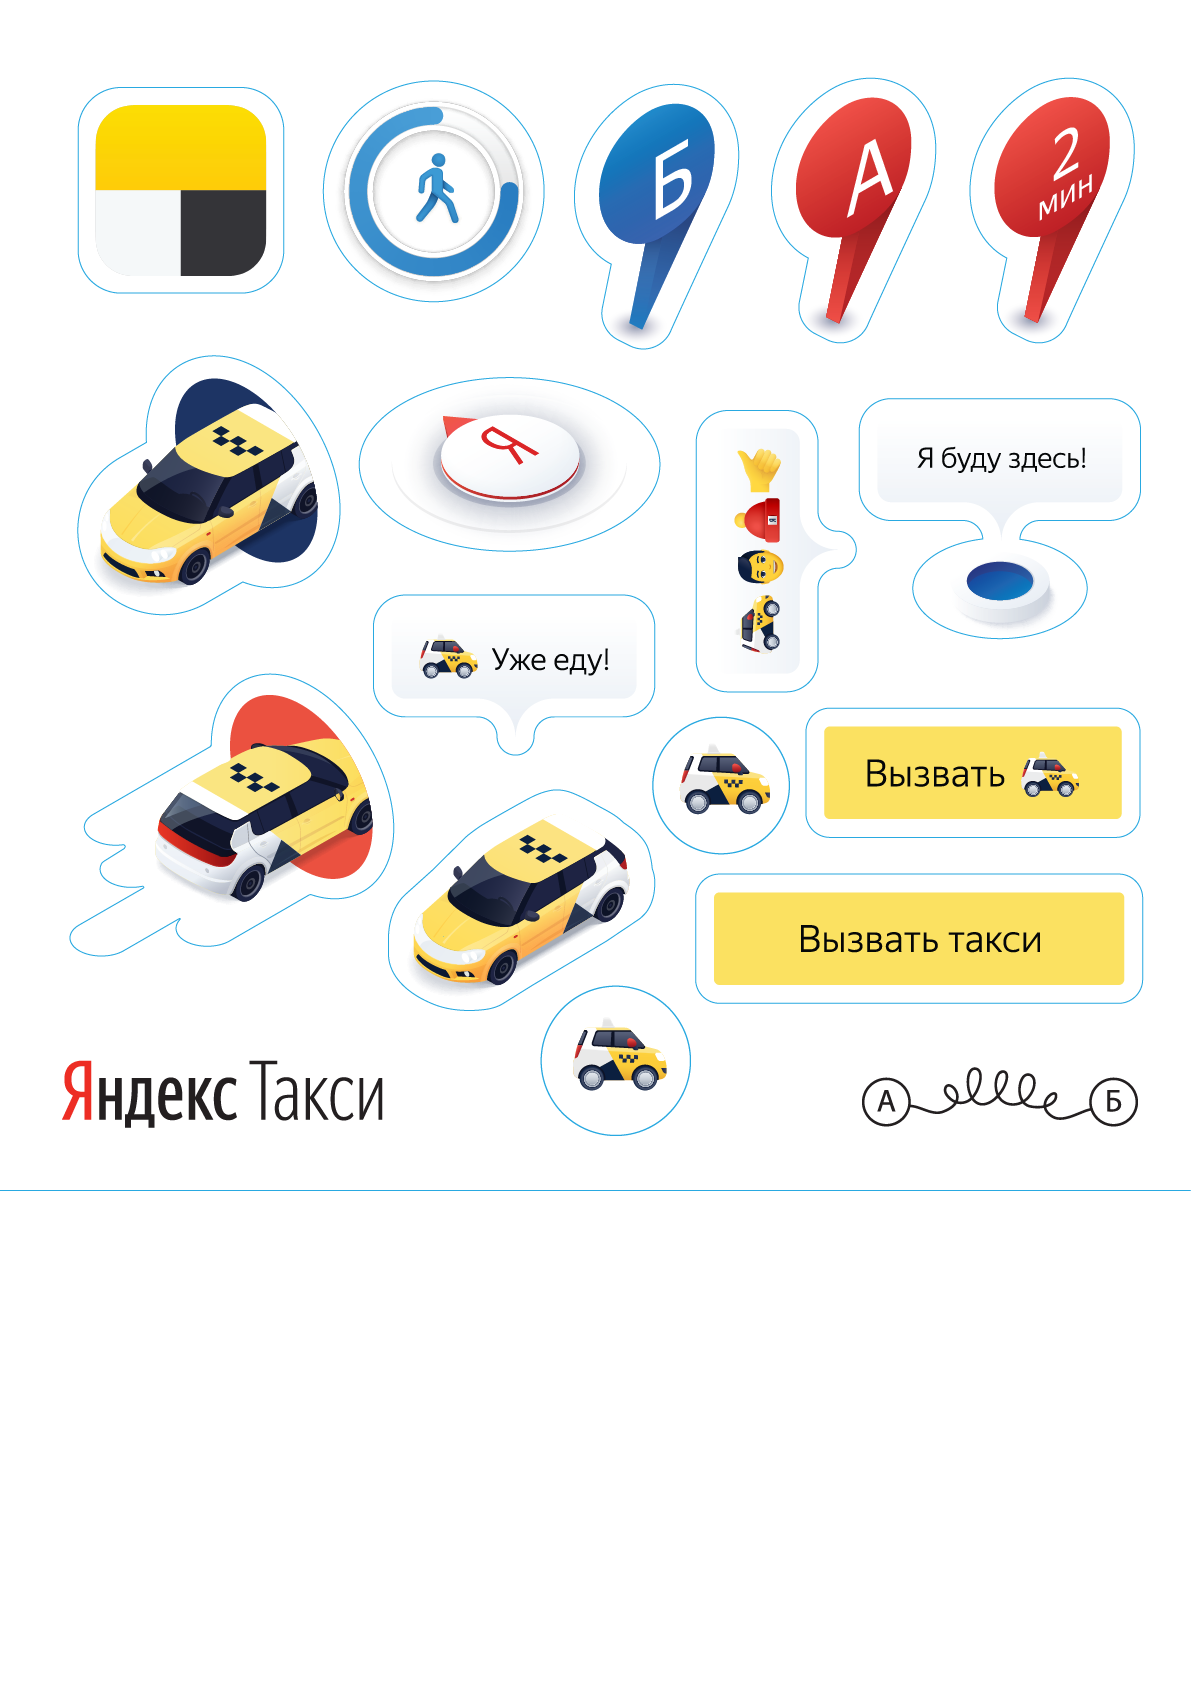 Б
А
2
мин
Я
Я буду здесь!
Уже еду!
Вызвать
Вызвать такси
Яндекс Такси
А Б